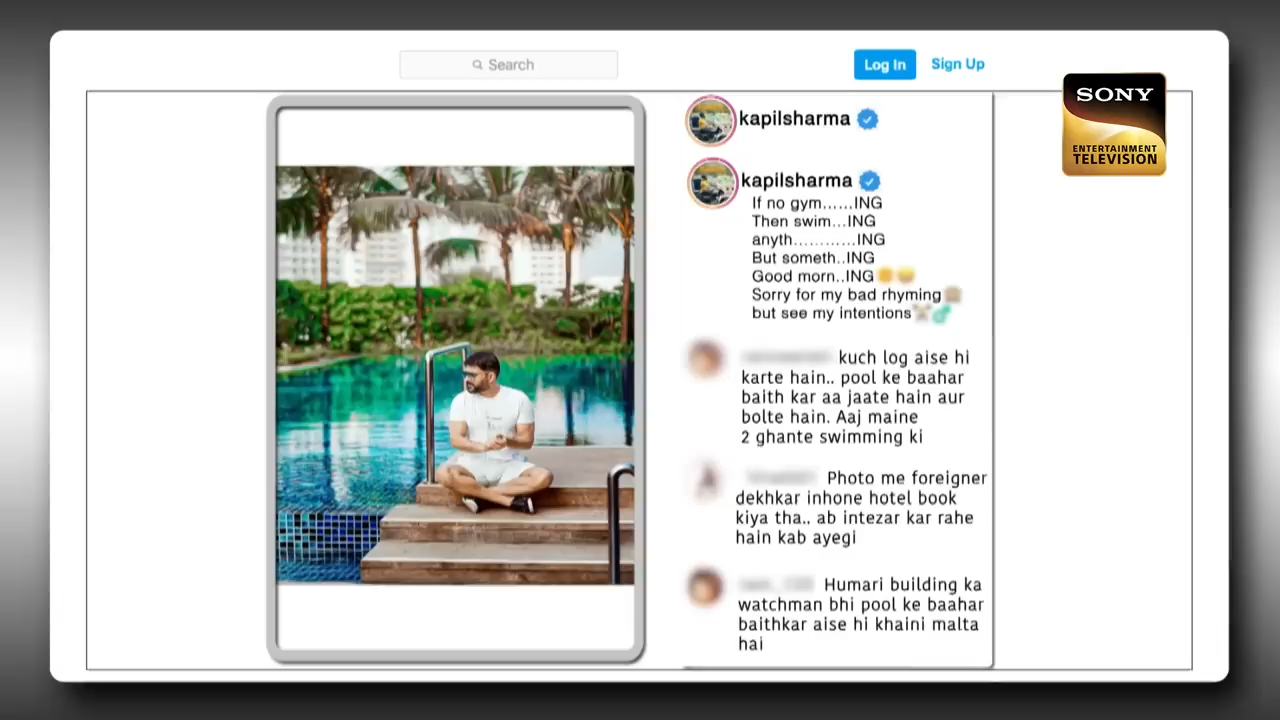 Search
Log In
Sign Up
SONY
ENTERTAINMENT
TELEVISION
kapilsharma
kapilsharma
If no gym......ING
Then swim...ING
anyth............ING
But someth..ING
Good morn..ING
Sorry for my bad rhyming
but see my intentions
kuch log aise hi
karte hain.. pool ke baahar
baith kar aa jaate hain aur
bolte hain. Aaj maine
2 ghante swimming ki
Photo me foreigner
dekhkar inhone hotel book
kiya tha.. ab intezar kar rahe
hain kab ayegi
Humari building ka
watchman bhi pool ke baahar
baithkar aise hi khaini malta
hai